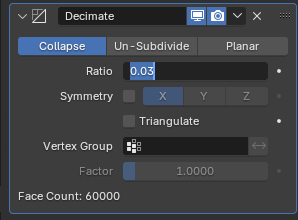 Decimate
Collapse Un-Subdivide Planar
Ratio 0.03
Symmetry X Y Z
Triangulate
Vertex Group
Factor 1.0000
Face Count: 60000